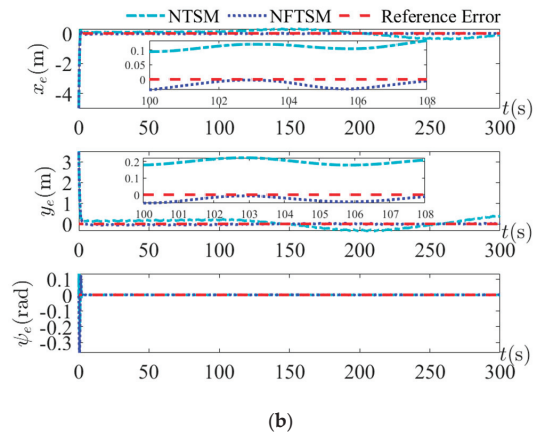 NTSM NFTSM Reference Error
x_e(m)
0
-2
-4
0.1
0.05
0
100 102 104 106 108
0 50 100 150 200 250 300
t(s)
y_e(m)
3
2
1
0
0.2
0.1
0
100 101 102 103 104 105 106 107 108
0 50 100 150 200 250 300
t(s)
ψ_e(rad)
0.1
0
-0.1
-0.2
-0.3
0 50 100 150 200 250 300
t(s)
(b)